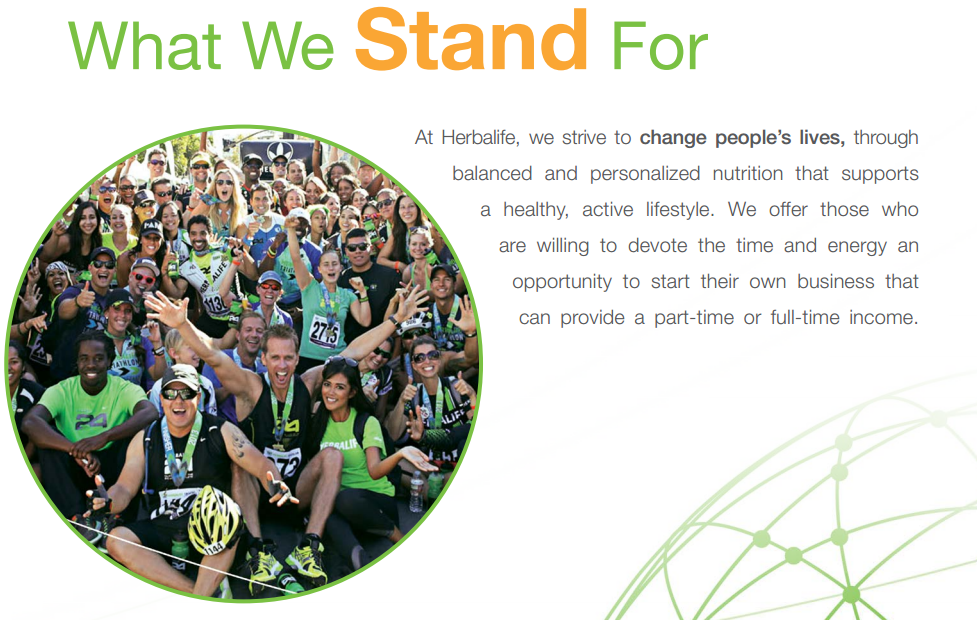 What We Stand For
At Herbalife, we strive to change people's lives, through
balanced and personalized nutrition that supports
a healthy, active lifestyle. We offer those who
are willing to devote the time and energy an
opportunity to start their own business that
can provide a part-time or full-time income.
2715
24